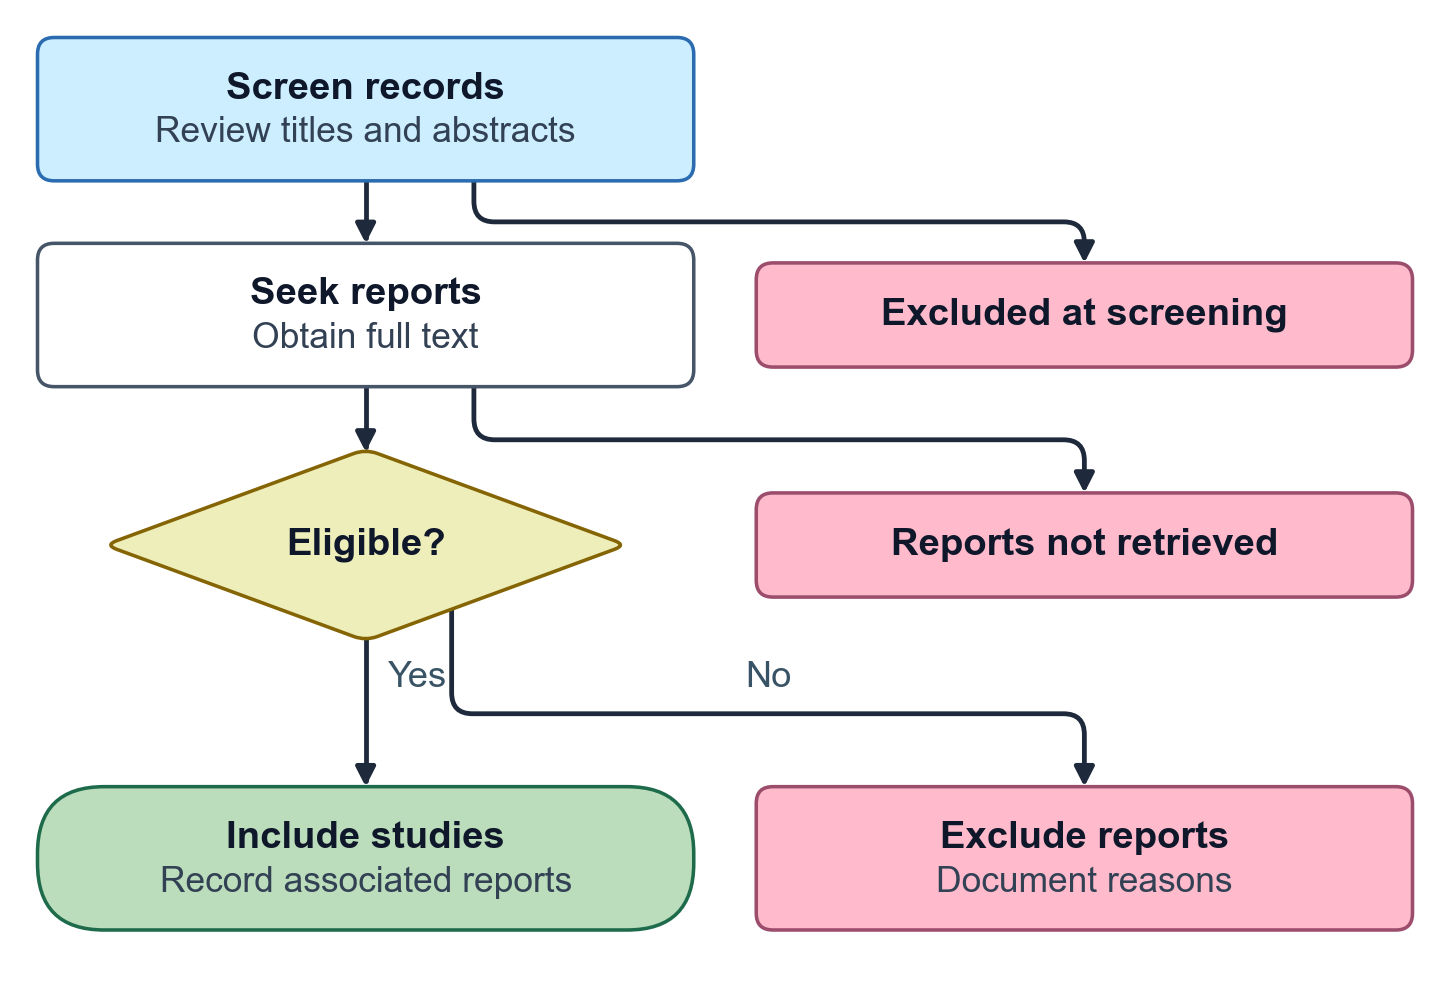 Screen records
Review titles and abstracts
Seek reports
Obtain full text
Excluded at screening
Eligible?
Reports not retrieved
Yes
No
Include studies
Record associated reports
Exclude reports
Document reasons